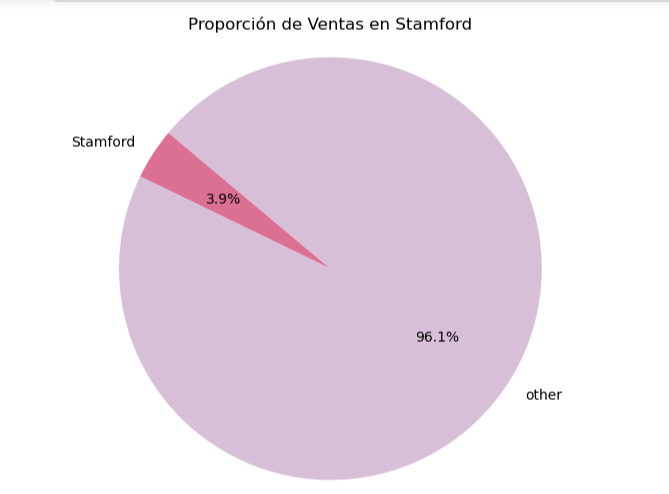 Proporción de Ventas en Stamford
Stamford
3.9%
96.1%
other